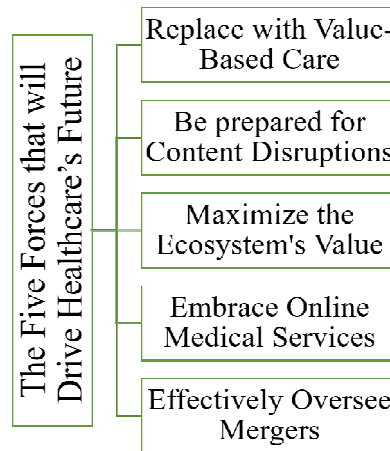 The Five Forces that will
Drive Healthcare's Future
Replace with Value-
Based Care
Be prepared for
Content Disruptions
Maximize the
Ecosystem's Value
Embrace Online
Medical Services
Effectively Oversee
Mergers